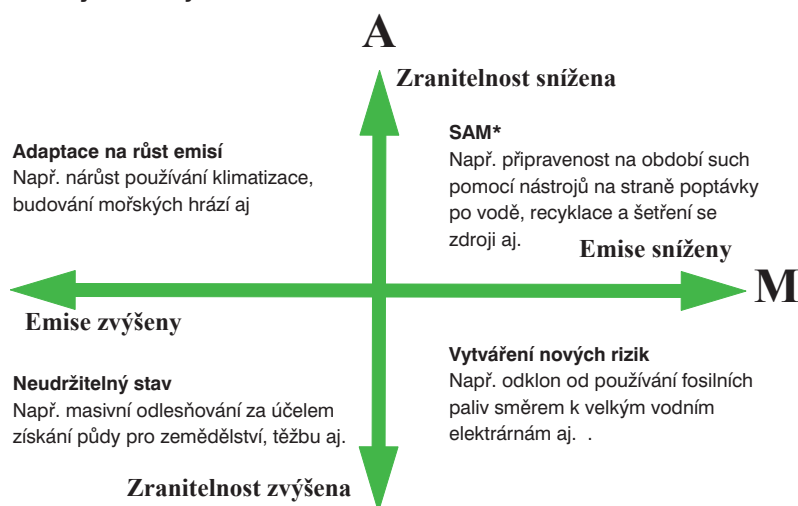 A
Zranitelnost snížena
Adaptace na růst emisí
Např. nárůst používání klimatizace,
budování mořských hrází aj
SAM*
Např. připravenost na období such
pomocí nástrojů na straně poptávky
po vodě, recyklace a šetření se
zdroji aj.
Emise sníženy
M
Emise zvýšeny
Neudržitelný stav
Např. masivní odlesňování za účelem
získání půdy pro zemědělství, těžbu aj.
Vytváření nových rizik
Např. odklon od používání fosilních
paliv směrem k velkým vodním
elektrárnám aj. .
Zranitelnost zvýšena